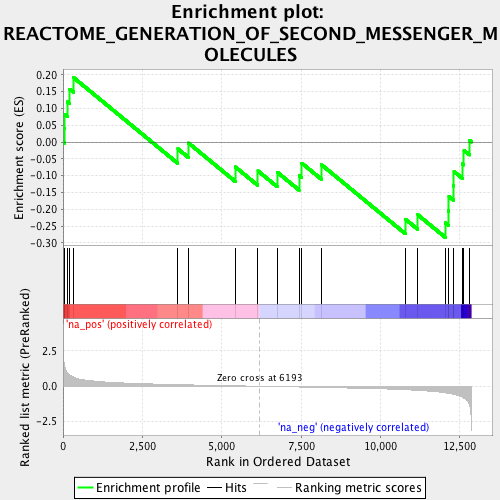 Enrichment plot:
REACTOME_GENERATION_OF_SECOND_MESSENGER_M
OLECULES
Enrichment score (ES)
0.20
0.15
0.10
0.05
0.00
-0.05
-0.10
-0.15
-0.20
-0.25
-0.30
'na_pos' (positively correlated)
Ranked list metric (PreRanked)
2.5
0.0
-2.5
Zero cross at 6193
'na_neg' (negatively correlated)
0
2,500
5,000
7,500
10,000
12,500
Rank in Ordered Dataset
Enrichment profile
Hits
Ranking metric scores